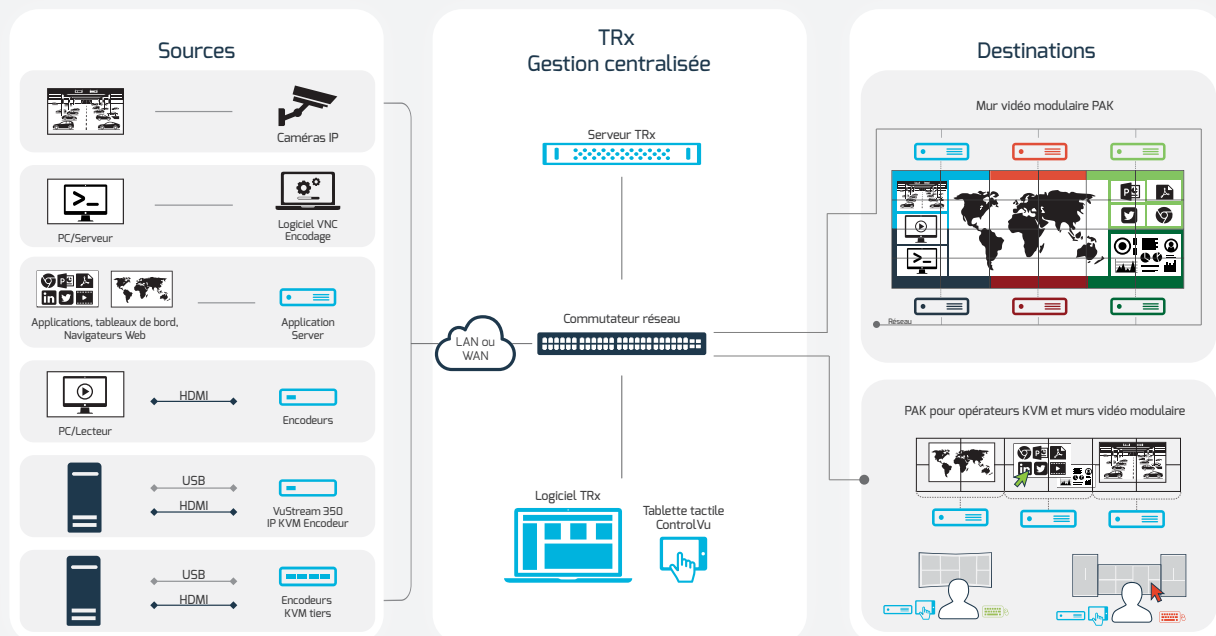 Sources
Caméras IP
PC/Serveur
Logiciel VNC
Encodage
Applications, tableaux de bord,
Navigateurs Web
Application
Server
HDMI
PC/Lecteur
Encodeurs
USB
HDMI
VuStream 350
IP KVM Encodeur
USB
HDMI
Encodeurs
KVM tiers
TRx
Gestion centralisée
Serveur TRx
LAN ou
WAN
Commutateur réseau
Logiciel TRx
Tablette tactile
ControlVu
Destinations
Mur vidéo modulaire PAK
Réseau
PAK pour opérateurs KVM et murs vidéo modulaire